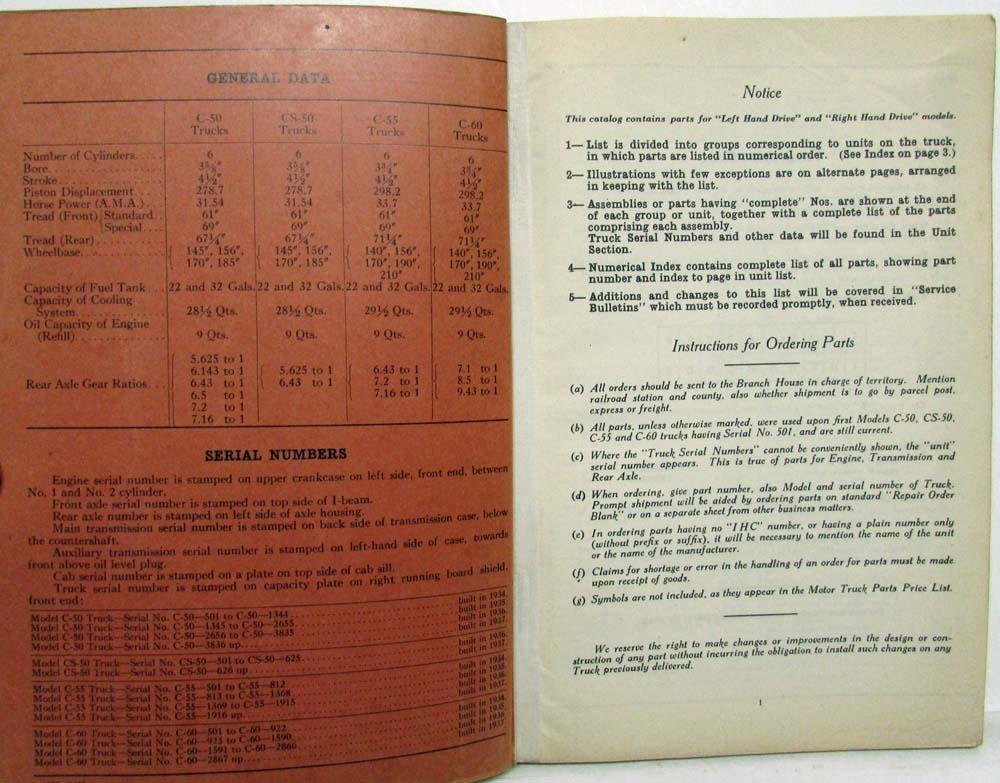 GENERAL DATA
C-50 Trucks CS-50 Trucks C-55 Trucks C-60 Trucks
Number of Cylinders..... 6 6 6 6
Bore.... 3⅝" 3⅝" 3¾" 3¾"
Stroke.... 4½" 4½" 4½" 4½"
Piston Displacement... 278.7 278.7 298.2 298.2
Horse Power (A.M.A.)... 31.54 31.54 33.7 33.7
Tread (Front) Standard. 61" 61" 61" 61"
Special.... 69" 69" 69" 69"
Tread (Rear)......... 67¼" 67¼" 71¼" 71¼"
Wheelbase........... 145", 156", 145", 156", 140", 156", 140", 156",
170", 185" 170", 185" 170", 190", 170", 190",
210" 210"
Capacity of Fuel Tank.. 22 and 32 Gals. 22 and 32 Gals. 22 and 32 Gals. 22 and 32 Gals.
Capacity of Cooling
System............. 28½ Qts. 28½ Qts. 29½ Qts. 29½ Qts.
Oil Capacity of Engine
(Refill)............. 9 Qts. 9 Qts. 9 Qts. 9 Qts.
5.625 to 1
6.143 to 1 5.625 to 1 6.43 to 1 7.1 to 1
Rear Axle Gear Ratios... 6.43 to 1 6.43 to 1 7.2 to 1 8.5 to 1
6.5 to 1 7.16 to 1 9.43 to 1
7.2 to 1
7.16 to 1
SERIAL NUMBERS
Engine serial number is stamped on upper crankcase on left side, front end, between
No. 1 and No. 2 cylinder.
Front axle serial number is stamped on top side of I-beam.
Rear axle number is stamped on left side of axle housing.
Main transmission serial number is stamped on back side of transmission case, below
the countershaft.
Auxiliary transmission serial number is stamped on left-hand side of case, towards
front above oil level plug.
Cab serial number is stamped on a plate on top side of cab sill.
Truck serial number is stamped on capacity plate on right running board shield,
front end:
Model C-50 Truck—Serial No. C-50—501 to C-50—1344 built in 1934.
Model C-50 Truck—Serial No. C-50—1345 to C-50—2655 built in 1935.
Model C-50 Truck—Serial No. C-50—2656 to C-50—3835 built in 1936.
Model C-50 Truck—Serial No. C-50—3836 up built in 1937.
Model CS-50 Truck—Serial No. CS-50—501 to CS-50—625 built in 1936.
Model CS-50 Truck—Serial No. CS-50—626 up built in 1937.
Model C-55 Truck—Serial No. C-55—501 to C-55—812 built in 1934.
Model C-55 Truck—Serial No. C-55—813 to C-55—1368 built in 1935.
Model C-55 Truck—Serial No. C-55—1369 to C-55—1915 built in 1936.
Model C-55 Truck—Serial No. C-55—1916 up built in 1937.
Model C-60 Truck—Serial No. C-60—501 to C-60—922 built in 1934.
Model C-60 Truck—Serial No. C-60—923 to C-60—1590 built in 1935.
Model C-60 Truck—Serial No. C-60—1591 to C-60—2866 built in 1936.
Model C-60 Truck—Serial No. C-60—2867 up built in 1937.
Notice
This catalog contains parts for "Left Hand Drive" and "Right Hand Drive" models.
1— List is divided into groups corresponding to units on the truck,
in which parts are listed in numerical order. (See Index on page 3.)
2— Illustrations with few exceptions are on alternate pages, arranged
in keeping with the list.
3— Assemblies or parts having "complete" Nos. are shown at the end
of each group or unit, together with a complete list of the parts
comprising each assembly.
Truck Serial Numbers and other data will be found in the Unit
Section.
4— Numerical Index contains complete list of all parts, showing part
number and index to page in unit list.
5— Additions and changes to this list will be covered in "Service
Bulletins" which must be recorded promptly, when received.
Instructions for Ordering Parts
(a) All orders should be sent to the Branch House in charge of territory. Mention
railroad station and county, also whether shipment is to go by parcel post,
express or freight.
(b) All parts, unless otherwise marked, were used upon first Models C-50, CS-50,
C-55 and C-60 trucks having Serial No. 501, and are still current.
(c) Where the "Truck Serial Numbers" cannot be conveniently shown, the "unit"
serial number appears. This is true of parts for Engine, Transmission and
Rear Axle.
(d) When ordering, give part number, also Model and serial number of Truck.
Prompt shipment will be aided by ordering parts on standard "Repair Order
Blank" or on a separate sheet from other business matters.
(e) In ordering parts having no "IHC" number, or having a plain number only
(without prefix or suffix), it will be necessary to mention the name of the unit
or the name of the manufacturer.
(f) Claims for shortage or error in the handling of an order for parts must be made
upon receipt of goods.
(g) Symbols are not included, as they appear in the Motor Truck Parts Price List.
We reserve the right to make changes or improvements in the design or con-
struction of any part without incurring the obligation to install such changes on any
Truck previously delivered.
1